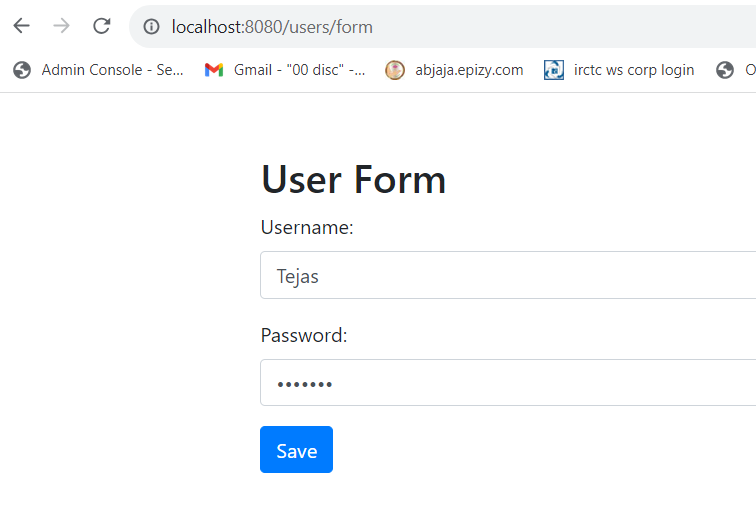 localhost:8080/users/form
Admin Console - Se... Gmail - "00 disc" -... abjaja.epizy.com irctc ws corp login O
User Form
Username:
Tejas
Password:
•••••••
Save